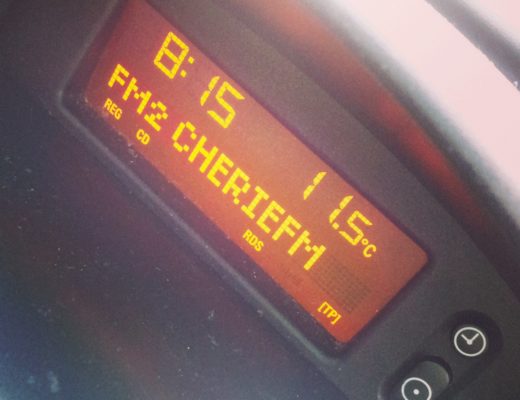 8:15 11.5°C
FM2 CHERIEFM
REG CD RDS [TP]